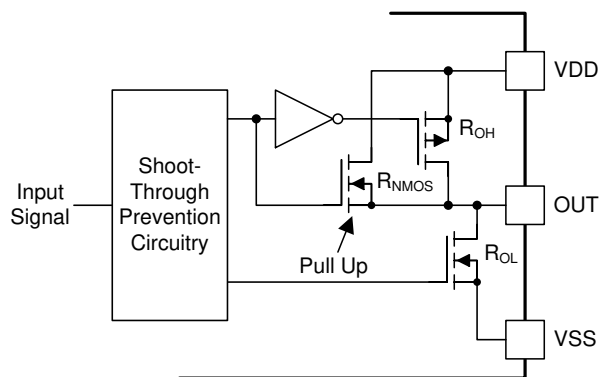 VDD
R_OH
Shoot-
Through
Prevention
Circuitry
Input
Signal
R_NMOS
OUT
Pull Up
R_OL
VSS